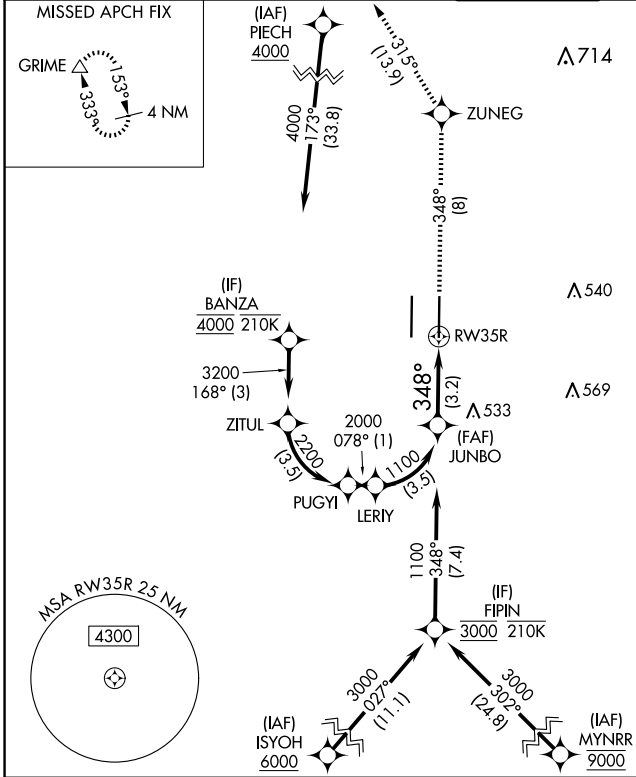 MISSED APCH FIX
GRIME
153°
333°
4 NM
(IAF)
PIECH
4000
4000
173°
(33.8)
315°
(13.9)
714
ZUNEG
348°
(8)
(IF)
BANZA
4000 210K
540
RW35R
3200
168° (3)
348°
(3.2)
569
533
ZITUL
2000
078° (1)
(FAF)
JUNBO
2200
(3.5)
1100
(3.5)
PUGYI
LERIY
1100
348°
(7.4)
MSA RW35R 25 NM
4300
(IF)
FIPIN
3000 210K
3000
027°
(11.1)
3000
302°
(24.8)
(IAF)
ISYOH
6000
(IAF)
MYNRR
9000